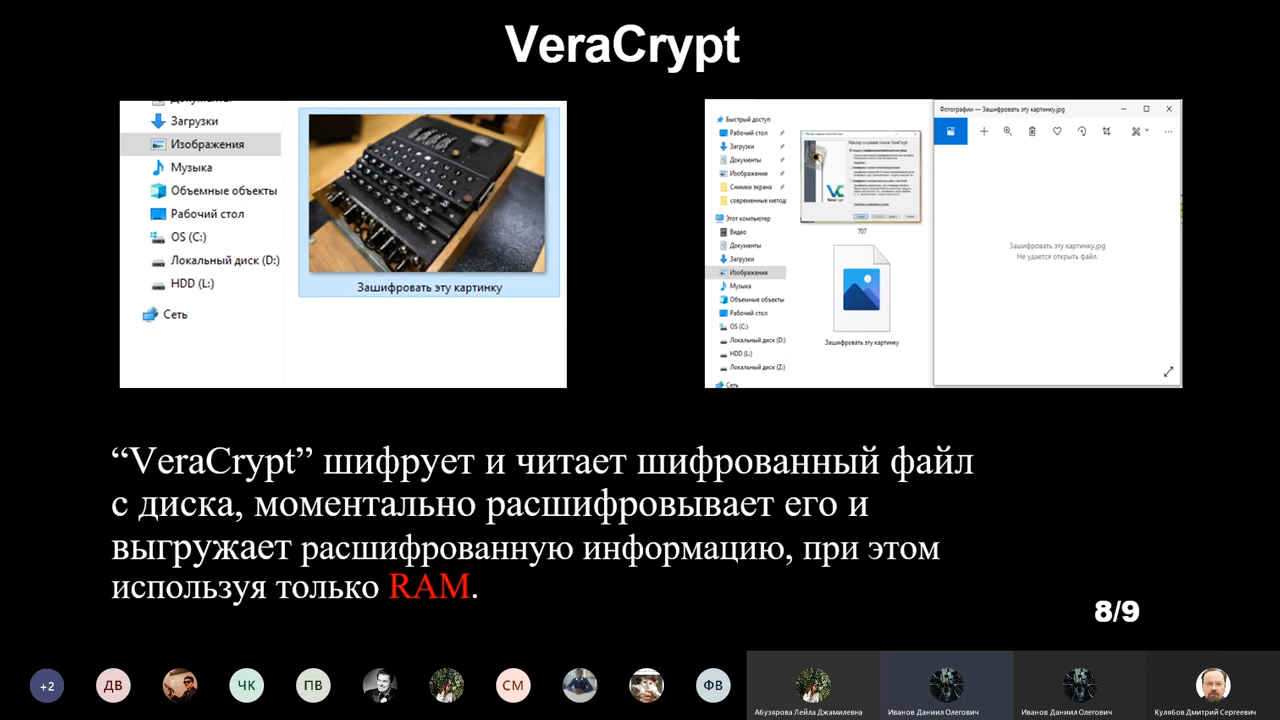 VeraCrypt
Документы
Загрузки
Изображения
Музыка
Объемные объекты
Рабочий стол
OS (C:)
Локальный диск (D:)
HDD (L:)
Сеть
Зашифровать эту картинку
Быстрый доступ
Рабочий стол
Загрузки
Документы
Изображения
Снимки экрана
современные метод
Этот компьютер
Видео
Документы
Загрузки
Изображения
Музыка
Объемные объекты
Рабочий стол
OS (C:)
Локальный диск (D:)
HDD (L:)
Локальный диск (Z:)
Сеть
707
Зашифровать эту картинку
Фотографии — Зашифровать эту картинку.jpg
Зашифровать эту картинку.jpg
Не удается открыть файл.
“VeraCrypt” шифрует и читает шифрованный файл
с диска, моментально расшифровывает его и
выгружает расшифрованную информацию, при этом
используя только RAM.
8/9
+2
ДВ
ЧК
ПВ
СМ
ФВ
Абузярова Лейла Джамилевна
Иванов Даниил Олегович
Иванов Даниил Олегович
Кулябов Дмитрий Сергеевич